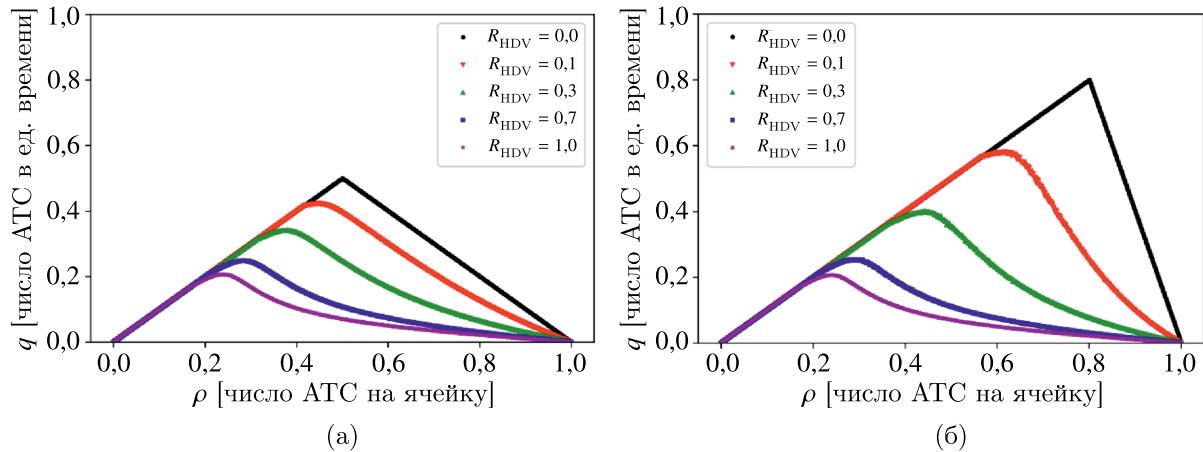 q [число АТС в ед. времени]
1,0
0,8
0,6
0,4
0,2
0,0
R_HDV = 0,0
R_HDV = 0,1
R_HDV = 0,3
R_HDV = 0,7
R_HDV = 1,0
0,0 0,2 0,4 0,6 0,8 1,0
ρ [число АТС на ячейку]
(а)
q [число АТС в ед. времени]
1,0
0,8
0,6
0,4
0,2
0,0
R_HDV = 0,0
R_HDV = 0,1
R_HDV = 0,3
R_HDV = 0,7
R_HDV = 1,0
0,0 0,2 0,4 0,6 0,8 1,0
ρ [число АТС на ячейку]
(б)